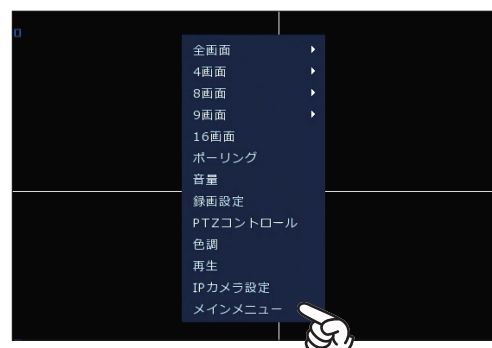 全画面
4画面
8画面
9画面
16画面
ポーリング
音量
録画設定
PTZコントロール
色調
再生
IPカメラ設定
メインメニュー